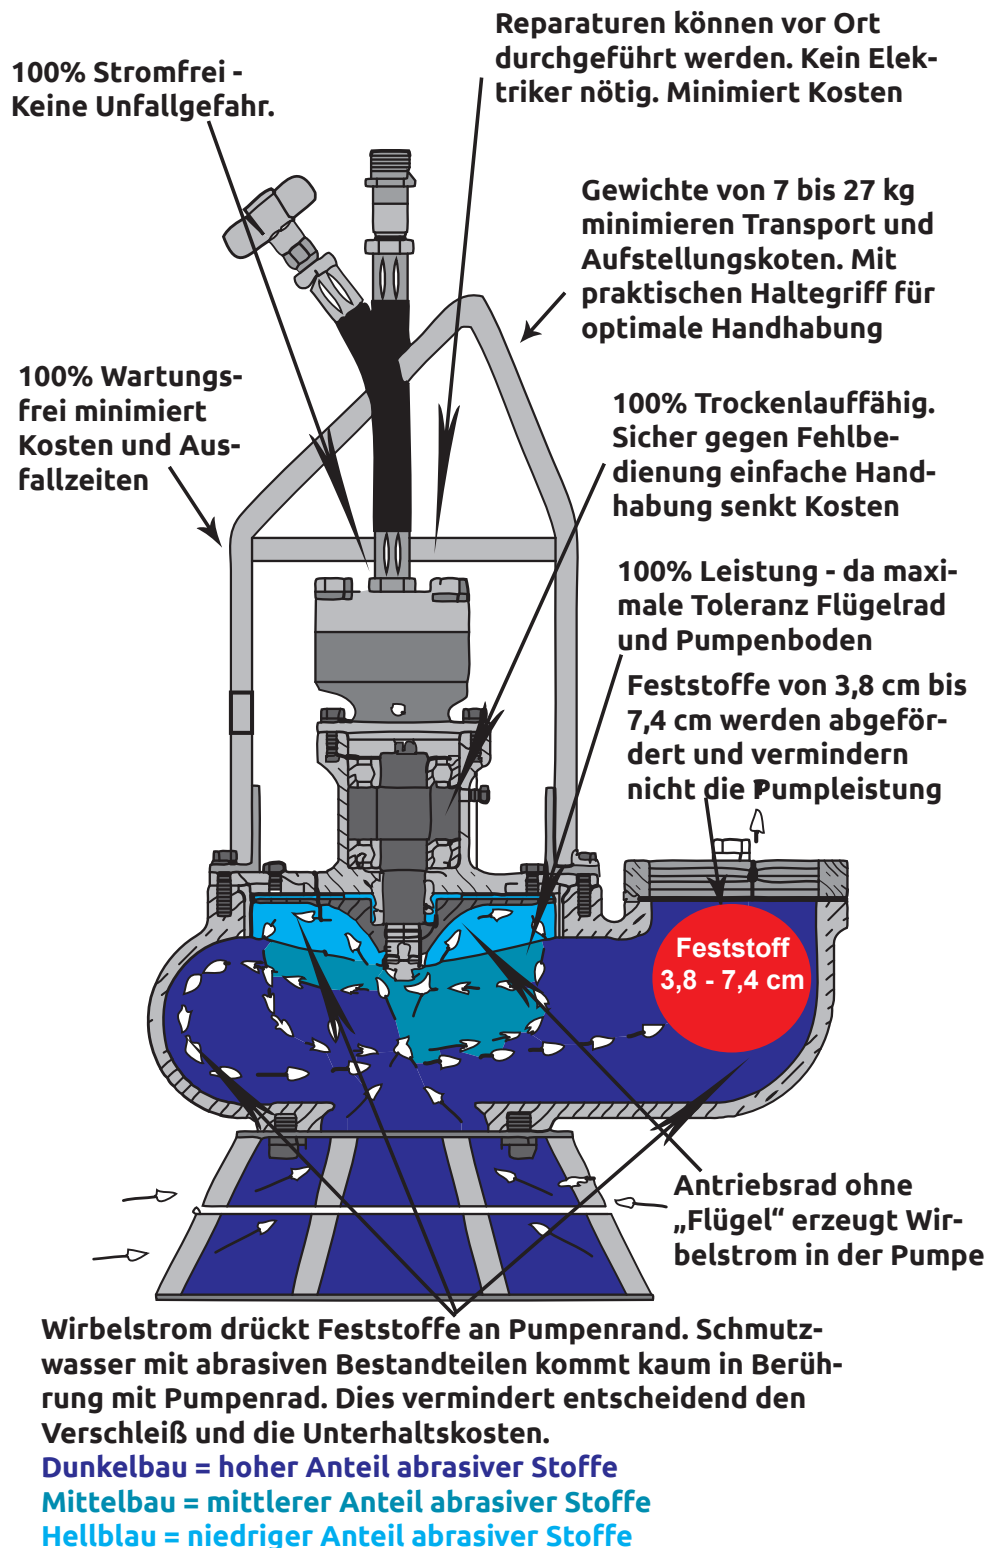 Reparaturen können vor Ort
durchgeführt werden. Kein Elek-
triker nötig. Minimiert Kosten
100% Stromfrei -
Keine Unfallgefahr.
Gewichte von 7 bis 27 kg
minimieren Transport und
Aufstellungskoten. Mit
praktischen Haltegriff für
optimale Handhabung
100% Wartungs-
frei minimiert
Kosten und Aus-
fallzeiten
100% Trockenlauffähig.
Sicher gegen Fehlbe-
dienung einfache Hand-
habung senkt Kosten
100% Leistung - da maxi-
male Toleranz Flügelrad
und Pumpenboden
Feststoffe von 3,8 cm bis
7,4 cm werden abgeför-
dert und vermindern
nicht die Pumpleistung
Feststoff
3,8 - 7,4 cm
Antriebsrad ohne
„Flügel“ erzeugt Wir-
belstrom in der Pumpe
Wirbelstrom drückt Feststoffe an Pumpenrand. Schmutz-
wasser mit abrasiven Bestandteilen kommt kaum in Berüh-
rung mit Pumpenrad. Dies vermindert entscheidend den
Verschleiß und die Unterhaltskosten.
Dunkelbau = hoher Anteil abrasiver Stoffe
Mittelbau = mittlerer Anteil abrasiver Stoffe
Hellblau = niedriger Anteil abrasiver Stoffe